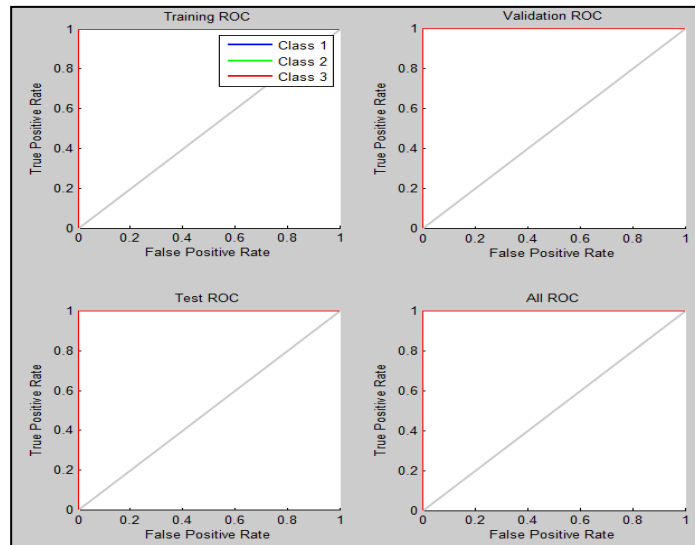 Training ROC
1
0.8
0.6
0.4
0.2
0
True Positive Rate
Class 1
Class 2
Class 3
0 0.2 0.4 0.6 0.8 1
False Positive Rate
Validation ROC
1
0.8
0.6
0.4
0.2
0
True Positive Rate
0 0.2 0.4 0.6 0.8 1
False Positive Rate
Test ROC
1
0.8
0.6
0.4
0.2
0
True Positive Rate
0 0.2 0.4 0.6 0.8 1
False Positive Rate
All ROC
1
0.8
0.6
0.4
0.2
0
True Positive Rate
0 0.2 0.4 0.6 0.8 1
False Positive Rate